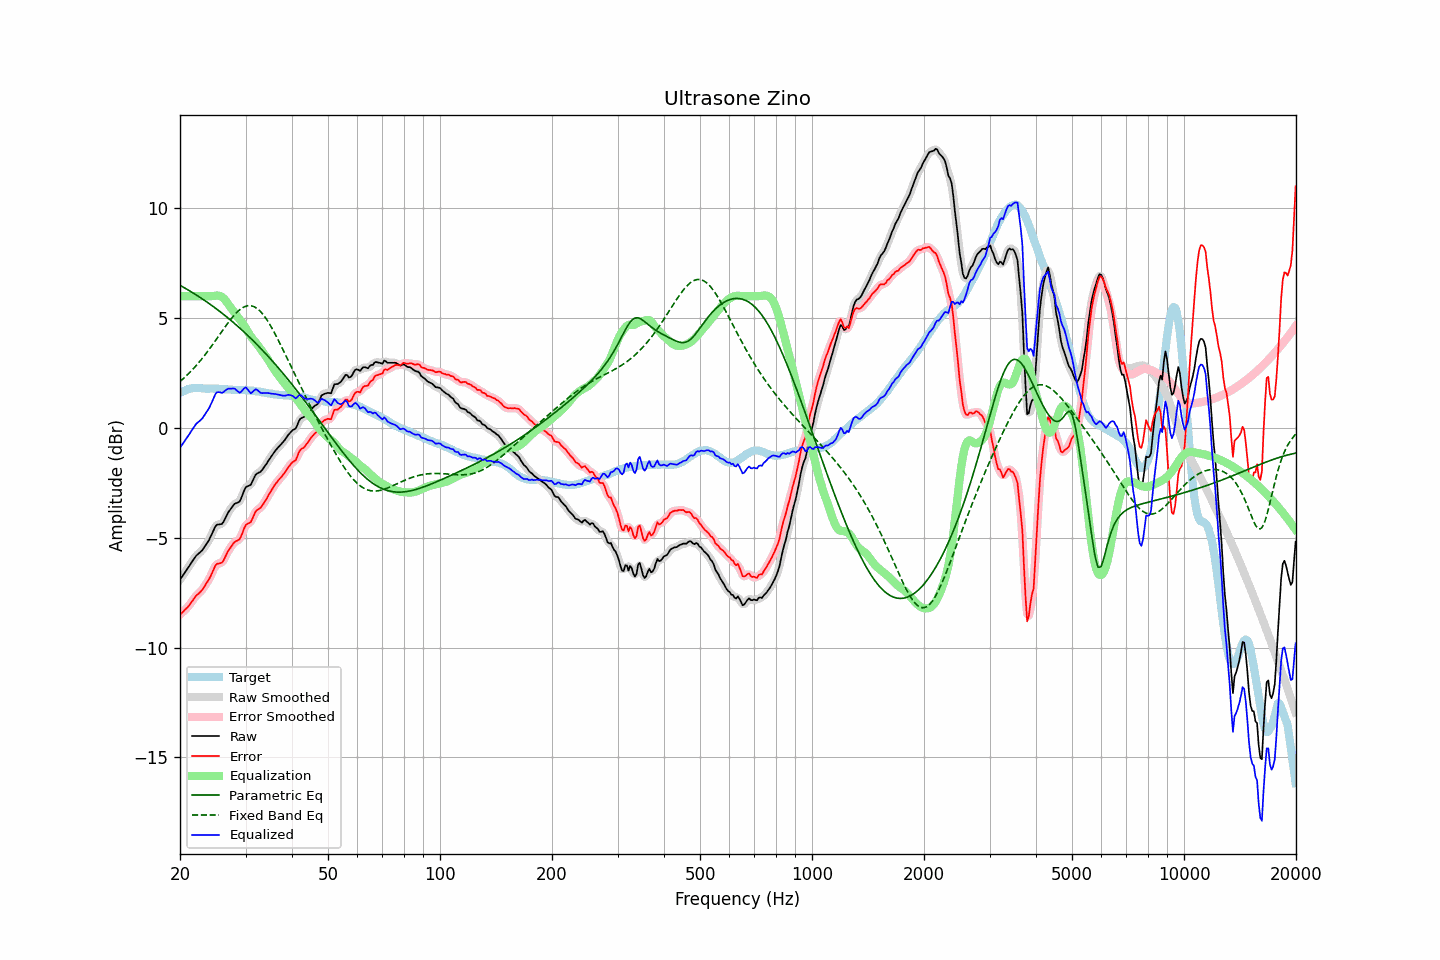 Ultrasone Zino
Amplitude (dBr)
10
5
0
−5
−10
−15
Target
Raw Smoothed
Error Smoothed
Raw
Error
Equalization
Parametric Eq
Fixed Band Eq
Equalized
20 50 100 200 500 1000 2000 5000 10000 20000
Frequency (Hz)